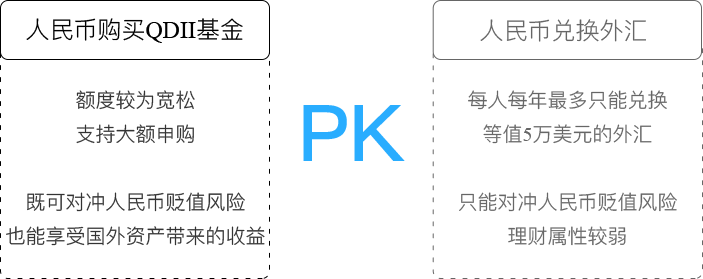 人民币购买QDII基金
额度较为宽松
支持大额申购
既可对冲人民币贬值风险
也能享受国外资产带来的收益
PK
人民币兑换外汇
每人每年最多只能兑换
等值5万美元的外汇
只能对冲人民币贬值风险
理财属性较弱